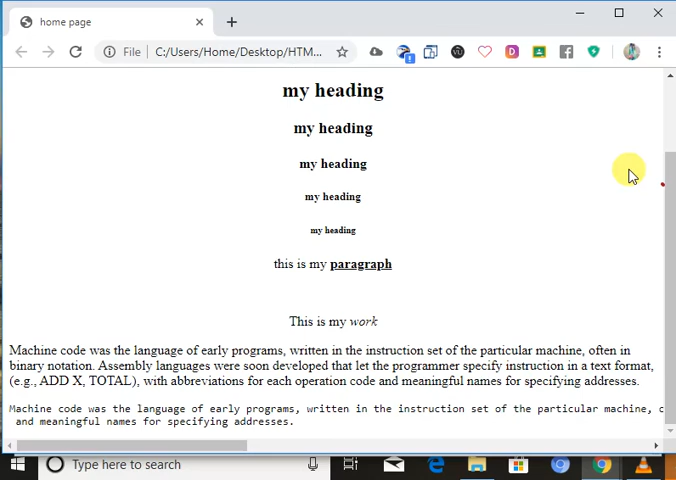 home page
File
C:/Users/Home/Desktop/HTM...
my heading
my heading
my heading
my heading
my heading
this is my paragraph
This is my work
Machine code was the language of early programs, written in the instruction set of the particular machine, often in
binary notation. Assembly languages were soon developed that let the programmer specify instruction in a text format,
(e.g., ADD X, TOTAL), with abbreviations for each operation code and meaningful names for specifying addresses.
Machine code was the language of early programs, written in the instruction set of the particular machine, c
and meaningful names for specifying addresses.
Type here to search